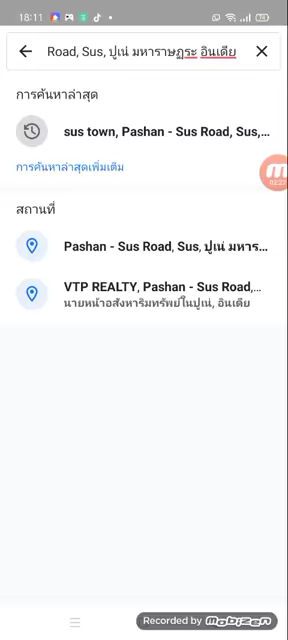 18:11
74
Road, Sus, ปูเน่ มหาราษฏระ อินเดีย
การค้นหาล่าสุด
sus town, Pashan - Sus Road, Sus,...
การค้นหาล่าสุดเพิ่มเติม
02:27
สถานที่
Pashan - Sus Road, Sus, ปูเน่ มหาร...
VTP REALTY, Pashan - Sus Road,...
นายหน้าอสังหาริมทรัพย์ในปูเน่, อินเดีย
Recorded by mobizen